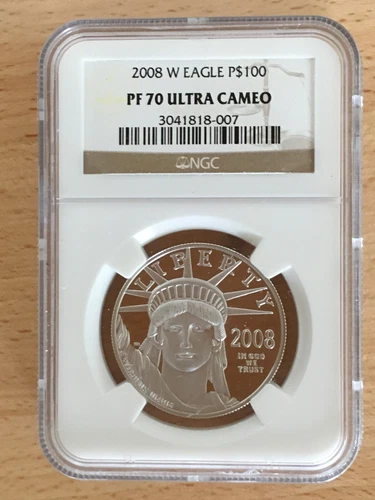 2008 W EAGLE P$100
PF 70 ULTRA CAMEO
3041818-007
NGC
LIBERTY
2008
IN GOD
WE
TRUST